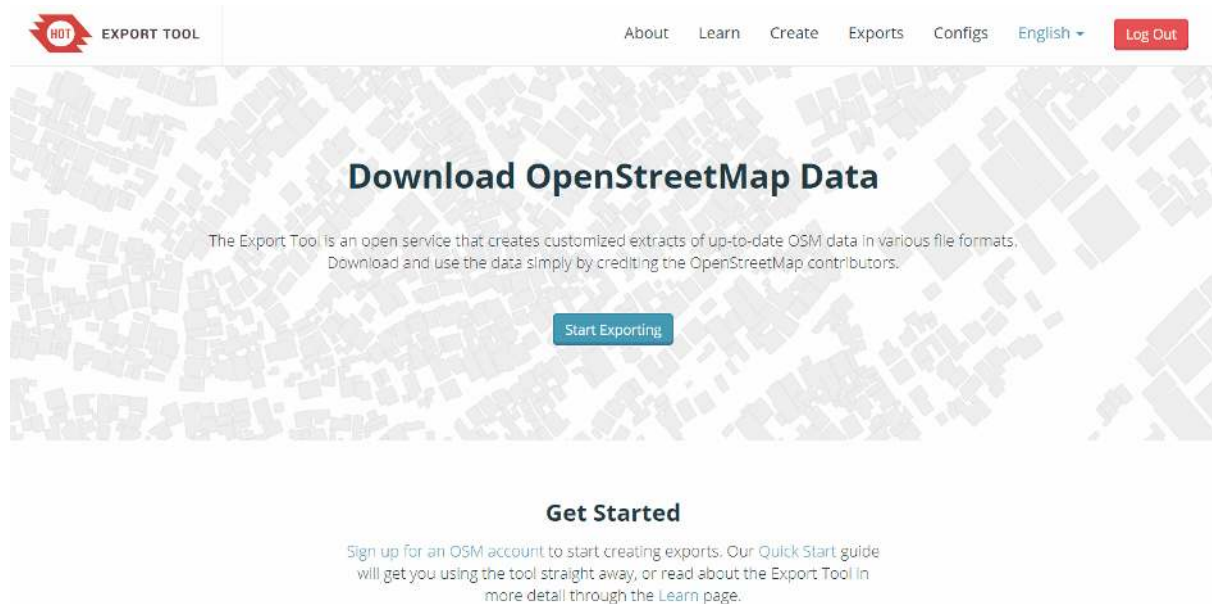 HOT EXPORT TOOL About Learn Create Exports Configs English Log Out
Download OpenStreetMap Data
The Export Tool is an open service that creates customized extracts of up-to-date OSM data in various file formats.
Download and use the data simply by crediting the OpenStreetMap contributors.
Start Exporting
Get Started
Sign up for an OSM account to start creating exports. Our Quick Start guide
will get you using the tool straight away, or read about the Export Tool in
more detail through the Learn page.